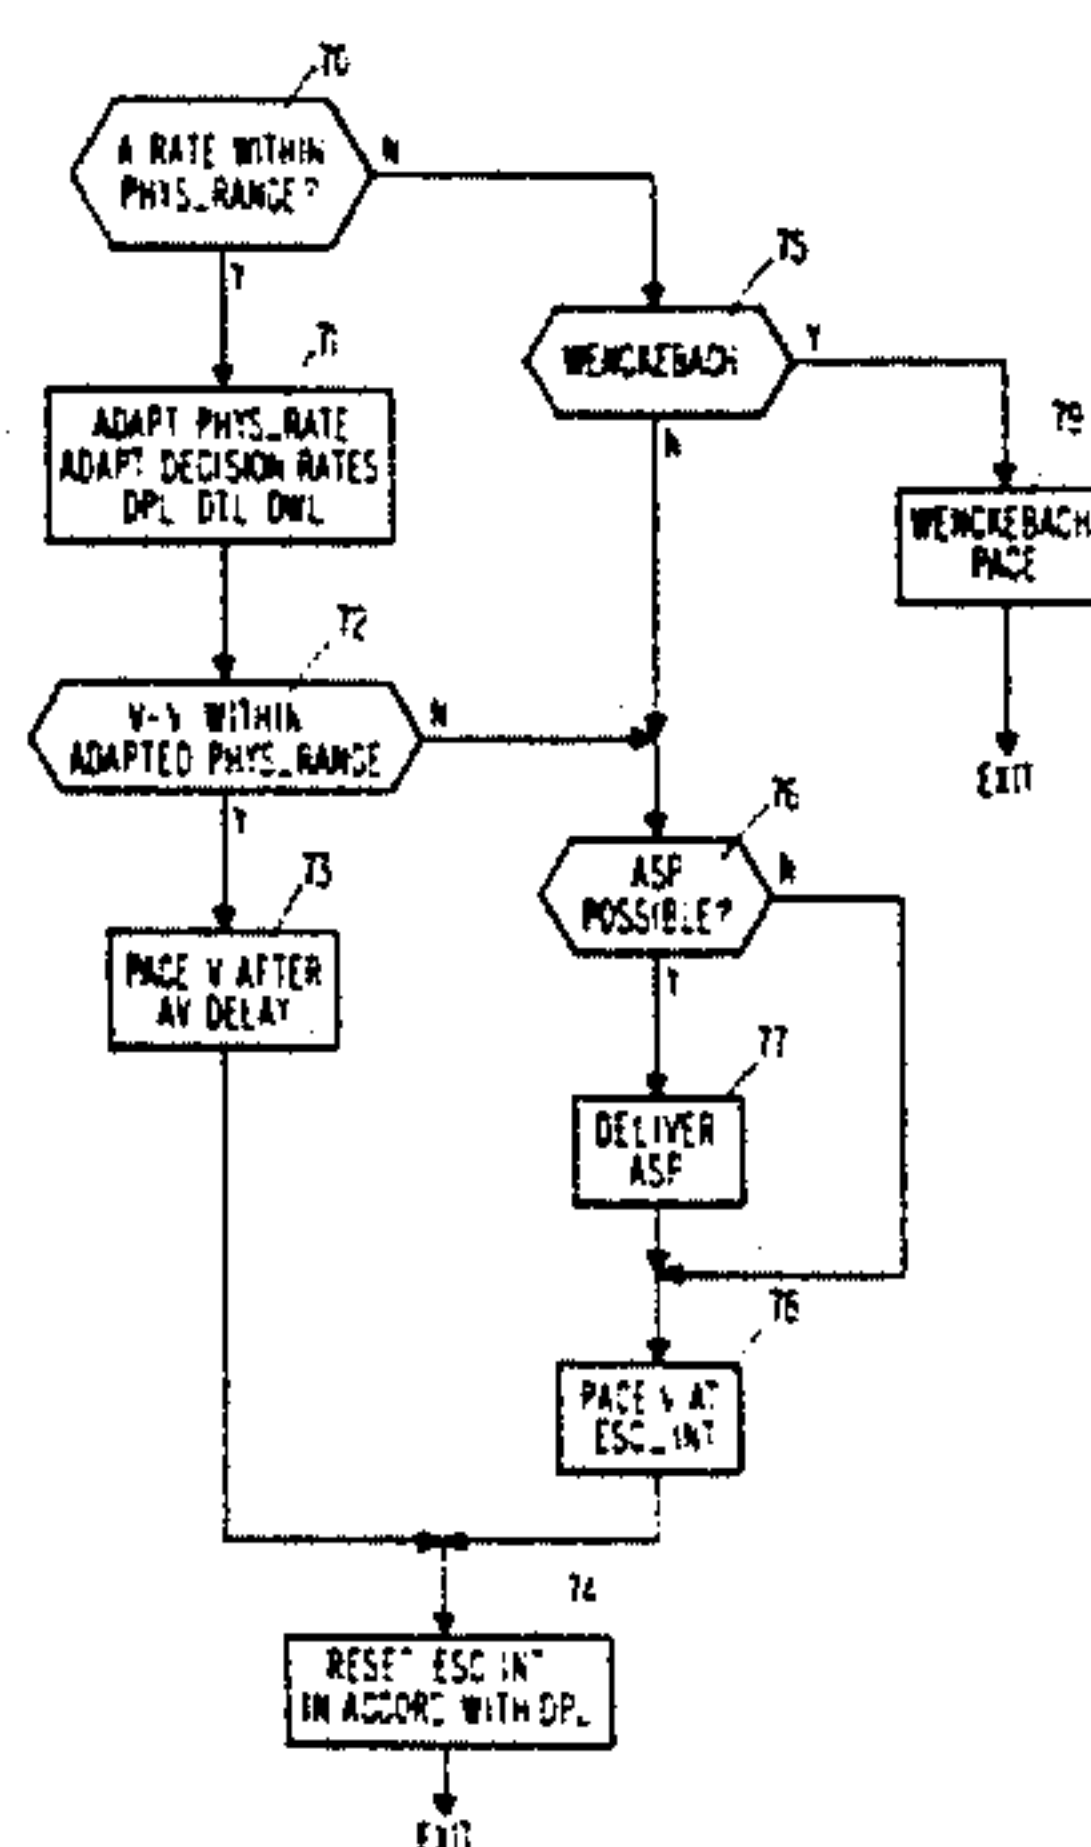 70
A RATE WITHIN
PHYS_RANGE?
N
Y
75
WENCKEBACH
Y
N
71
ADAPT PHYS_RATE
ADAPT DECISION RATES
DPL DTL DWL
79
WENCKEBACH
PACE
EXIT
72
V-V WITHIN
ADAPTED PHYS_RANGE
N
Y
76
ASP
POSSIBLE?
N
Y
73
PACE V AFTER
AV DELAY
77
DELIVER
ASP
78
PACE V AT
ESC_INT
74
RESET ESC INT
IN ACCORD WITH DPL
EXIT